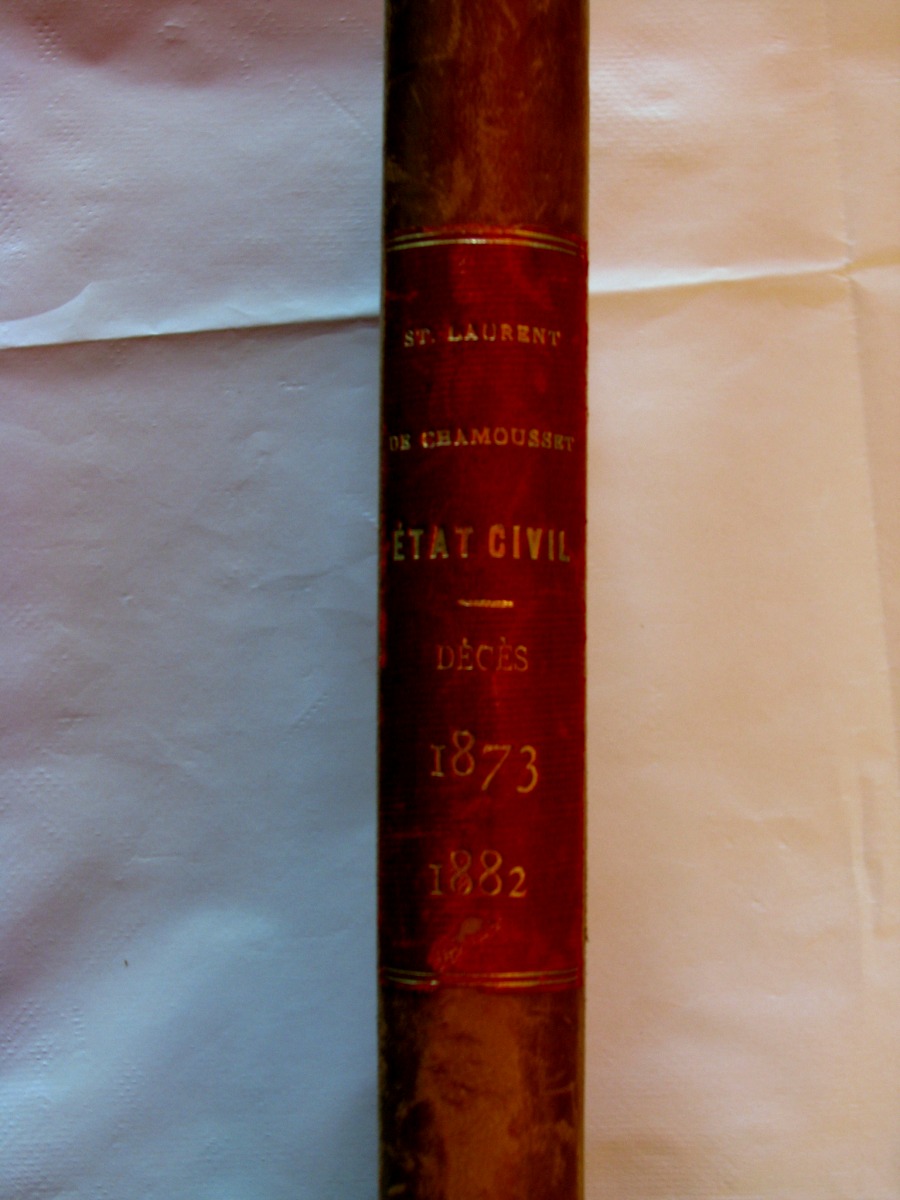 ST. LAURENT
DE CHAMOUSSET
ÉTAT CIVIL
DÉCÈS
1873
1882